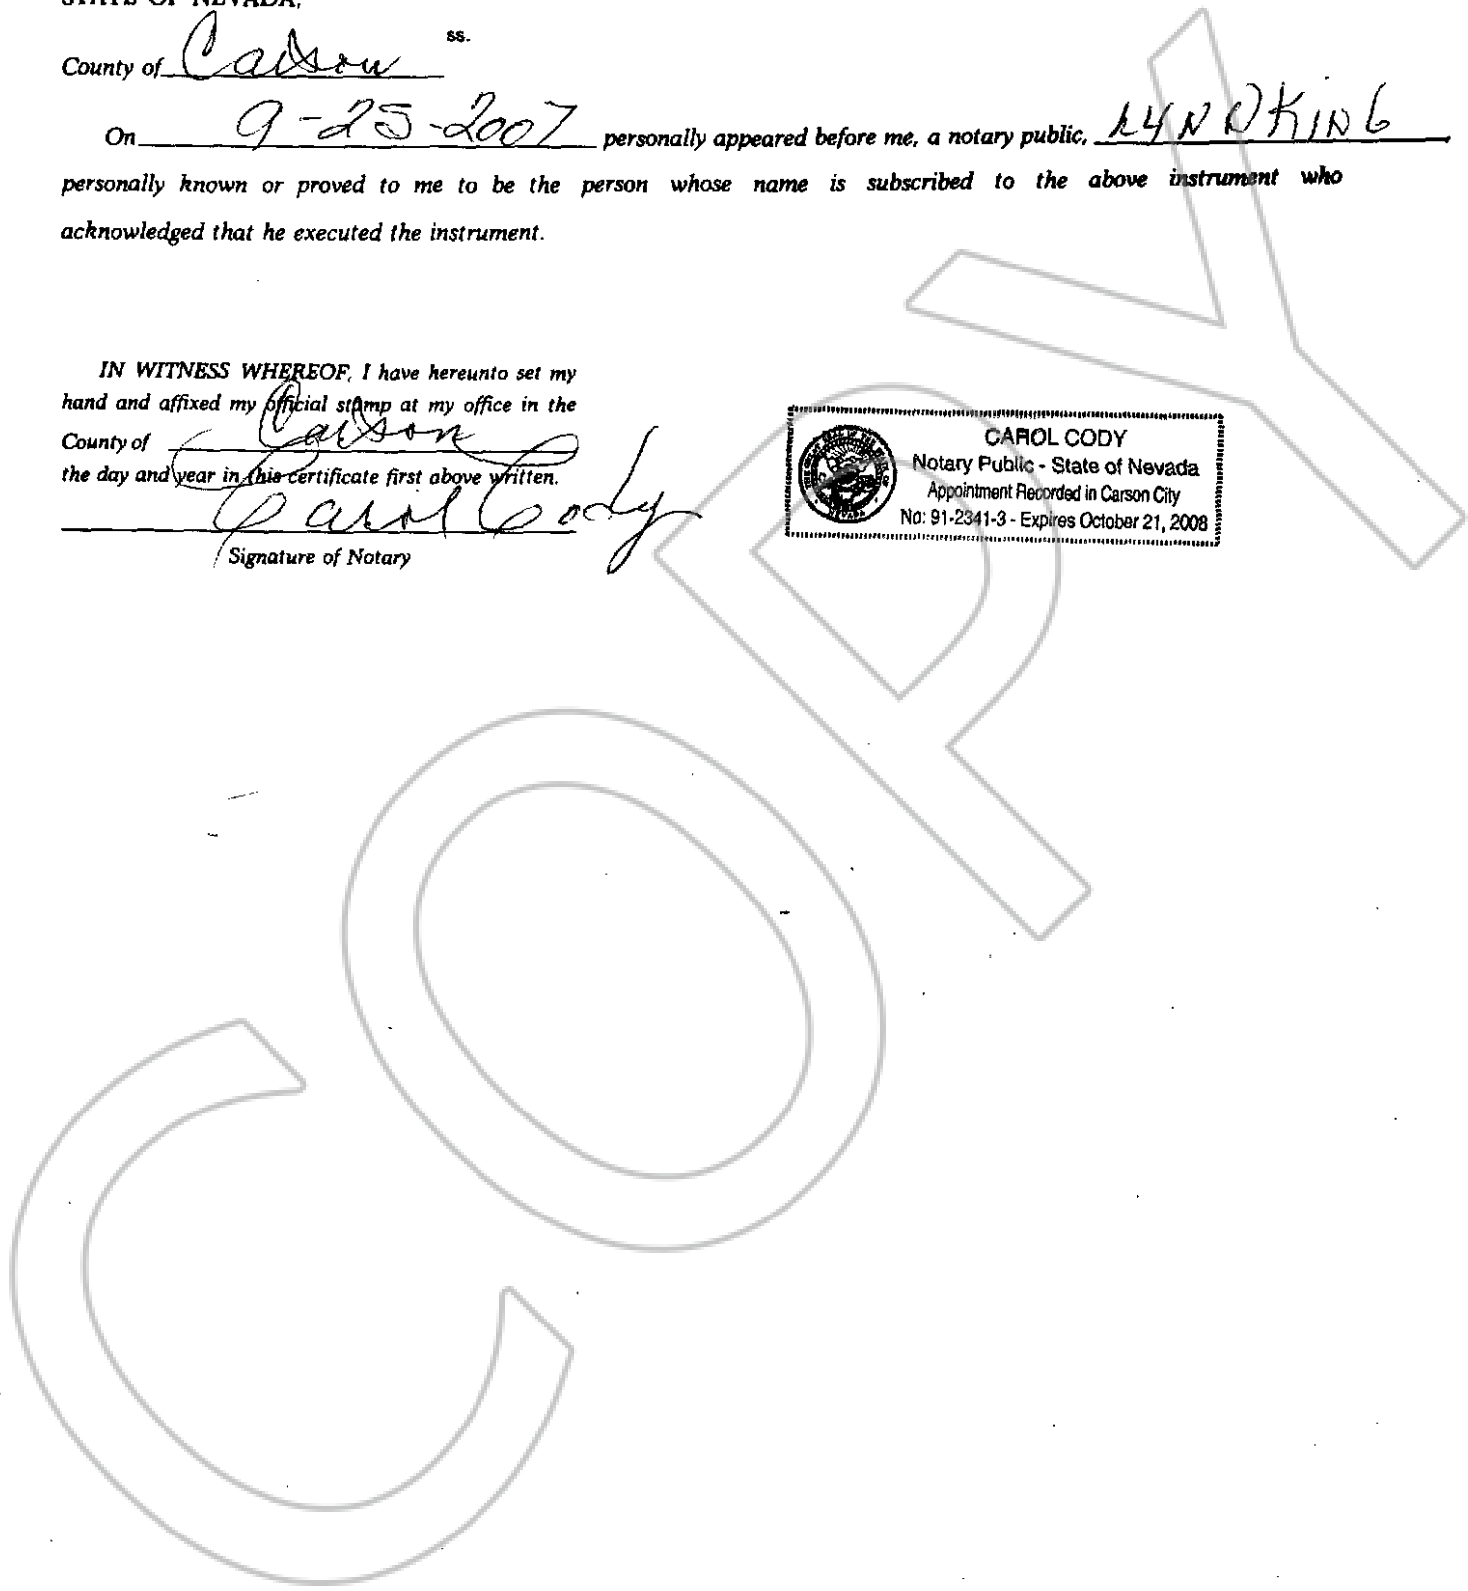 STATE OF NEVADA,
ss.
County of Carson
On 9-25-2007 personally appeared before me, a notary public, LYNN KING
personally known or proved to me to be the person whose name is subscribed to the above instrument who
acknowledged that he executed the instrument.
IN WITNESS WHEREOF, I have hereunto set my
hand and affixed my official stamp at my office in the
County of Carson
the day and year in this certificate first above written.
Carol Cody
Signature of Notary
CAROL CODY
Notary Public - State of Nevada
Appointment Recorded in Carson City
No: 91-2341-3 - Expires October 21, 2008
COPY